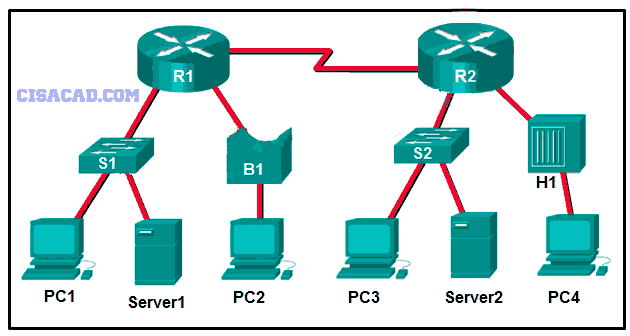 R1
R2
CISACAD.COM
S1
B1
S2
H1
PC1
Server1
PC2
PC3
Server2
PC4